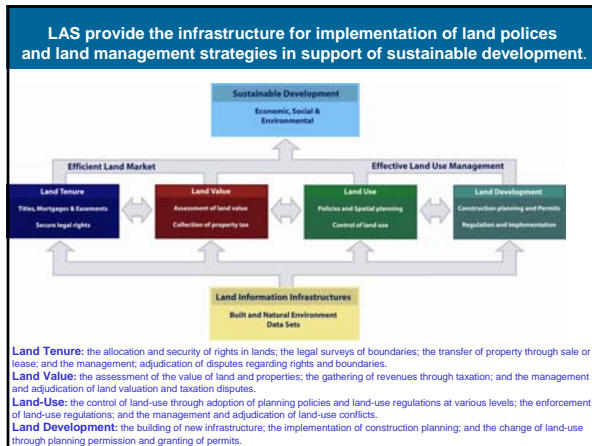 LAS provide the infrastructure for implementation of land polices
and land management strategies in support of sustainable development.
Sustainable Development
Economic, Social &
Environmental
Efficient Land Market
Effective Land Use Management
Land Tenure
Titles, Mortgages & Easements
Secure legal rights
Land Value
Assessment of land value
Collection of property tax
Land Use
Policies and Spatial planning
Control of land use
Land Development
Construction planning and Permits
Regulation and Implementation
Land Information Infrastructures
Built and Natural Environment
Data Sets
Land Tenure: the allocation and security of rights in lands; the legal surveys of boundaries; the transfer of property through sale or
lease; and the management; adjudication of disputes regarding rights and boundaries.
Land Value: the assessment of the value of land and properties; the gathering of revenues through taxation; and the management
and adjudication of land valuation and taxation disputes.
Land-Use: the control of land-use through adoption of planning policies and land-use regulations at various levels; the enforcement
of land-use regulations; and the management and adjudication of land-use conflicts.
Land Development: the building of new infrastructure; the implementation of construction planning; and the change of land-use
through planning permission and granting of permits.